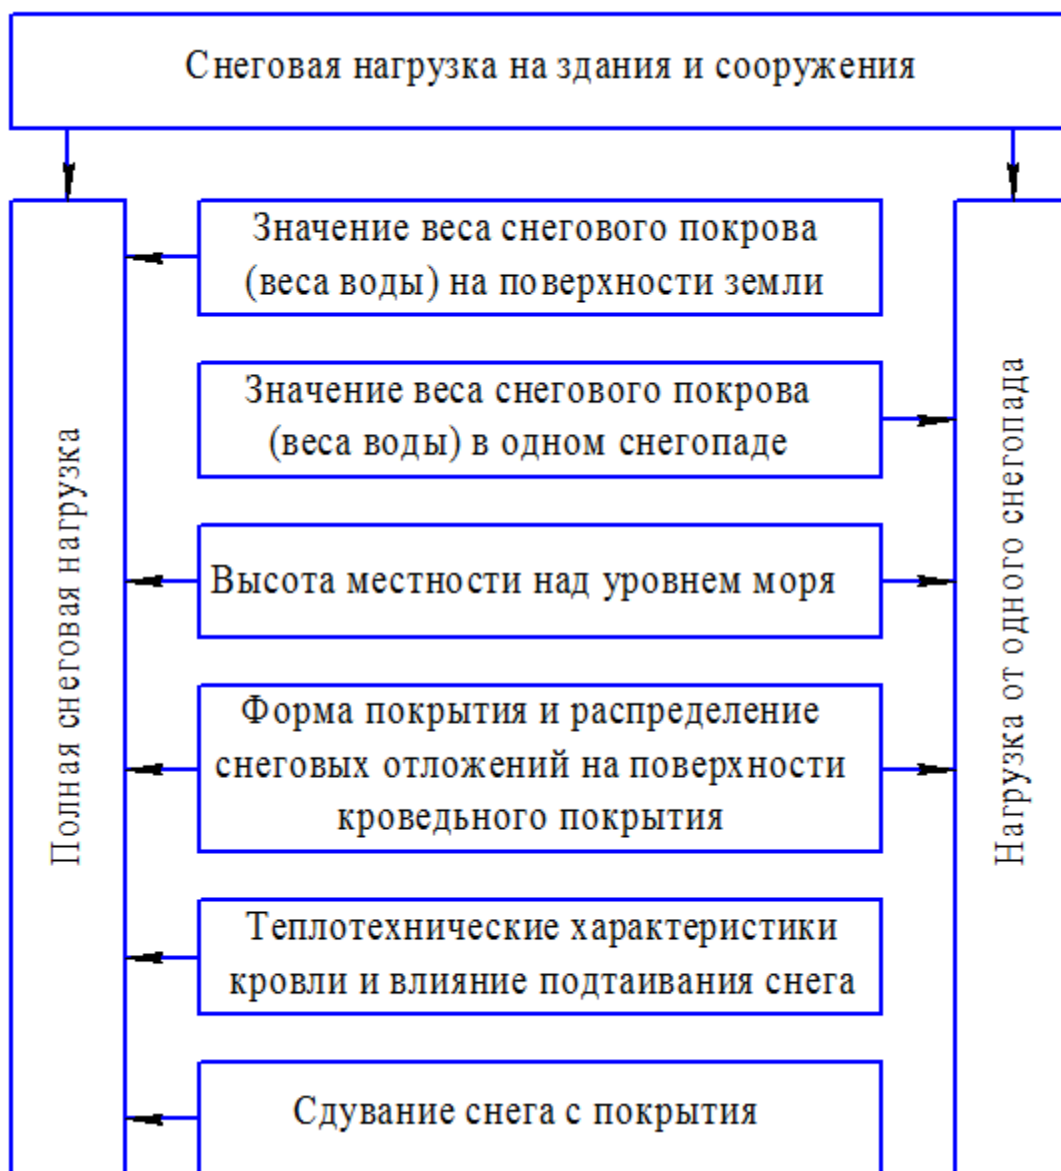 Снеговая нагрузка на здания и сооружения
Полная снеговая нагрузка
Значение веса снегового покрова
(веса воды) на поверхности земли
Значение веса снегового покрова
(веса воды) в одном снегопаде
Высота местности над уровнем моря
Форма покрытия и распределение
снеговых отложений на поверхности
кроведьного покрытия
Теплотехнические характеристики
кровли и влияние подтаивания снега
Сдувание снега с покрытия
Нагрузка от одного снегопада